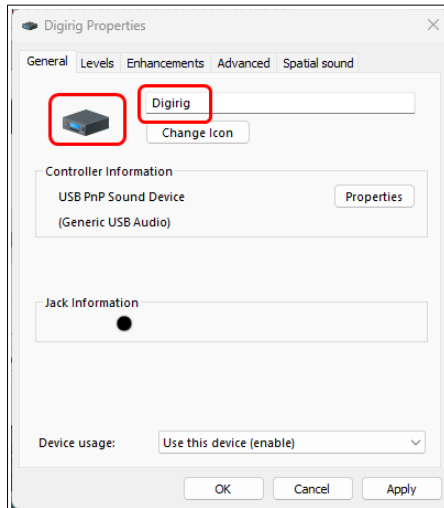 Digirig Properties
General Levels Enhancements Advanced Spatial sound
Digirig
Change Icon
Controller Information
USB PnP Sound Device
Properties
(Generic USB Audio)
Jack Information
Device usage:
Use this device (enable)
OK Cancel Apply